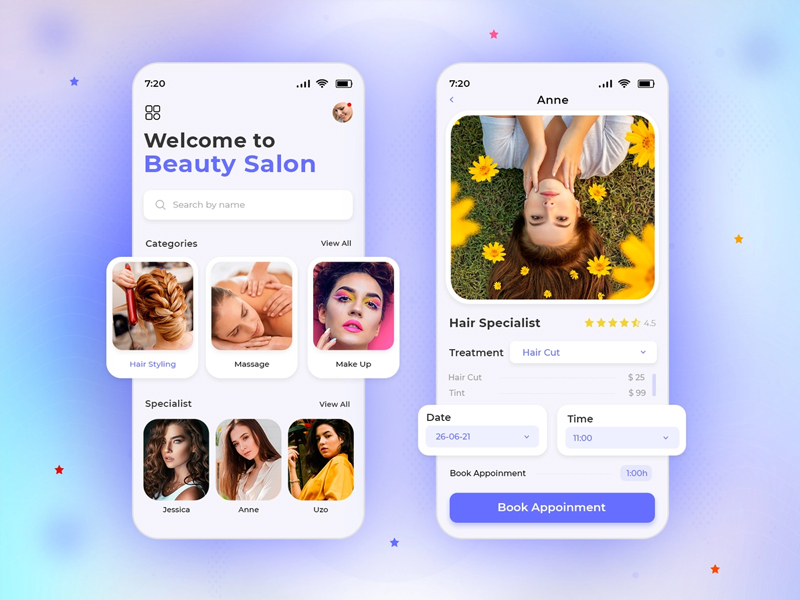 7:20
Welcome to
Beauty Salon
Search by name
Categories
View All
Hair Styling
Massage
Make Up
Specialist
View All
Jessica
Anne
Uzo
7:20
Anne
Hair Specialist
4.5
Treatment
Hair Cut
Hair Cut
$ 25
Tint
$ 99
Date
26-06-21
Time
11:00
Book Appoinment
1:00h
Book Appoinment